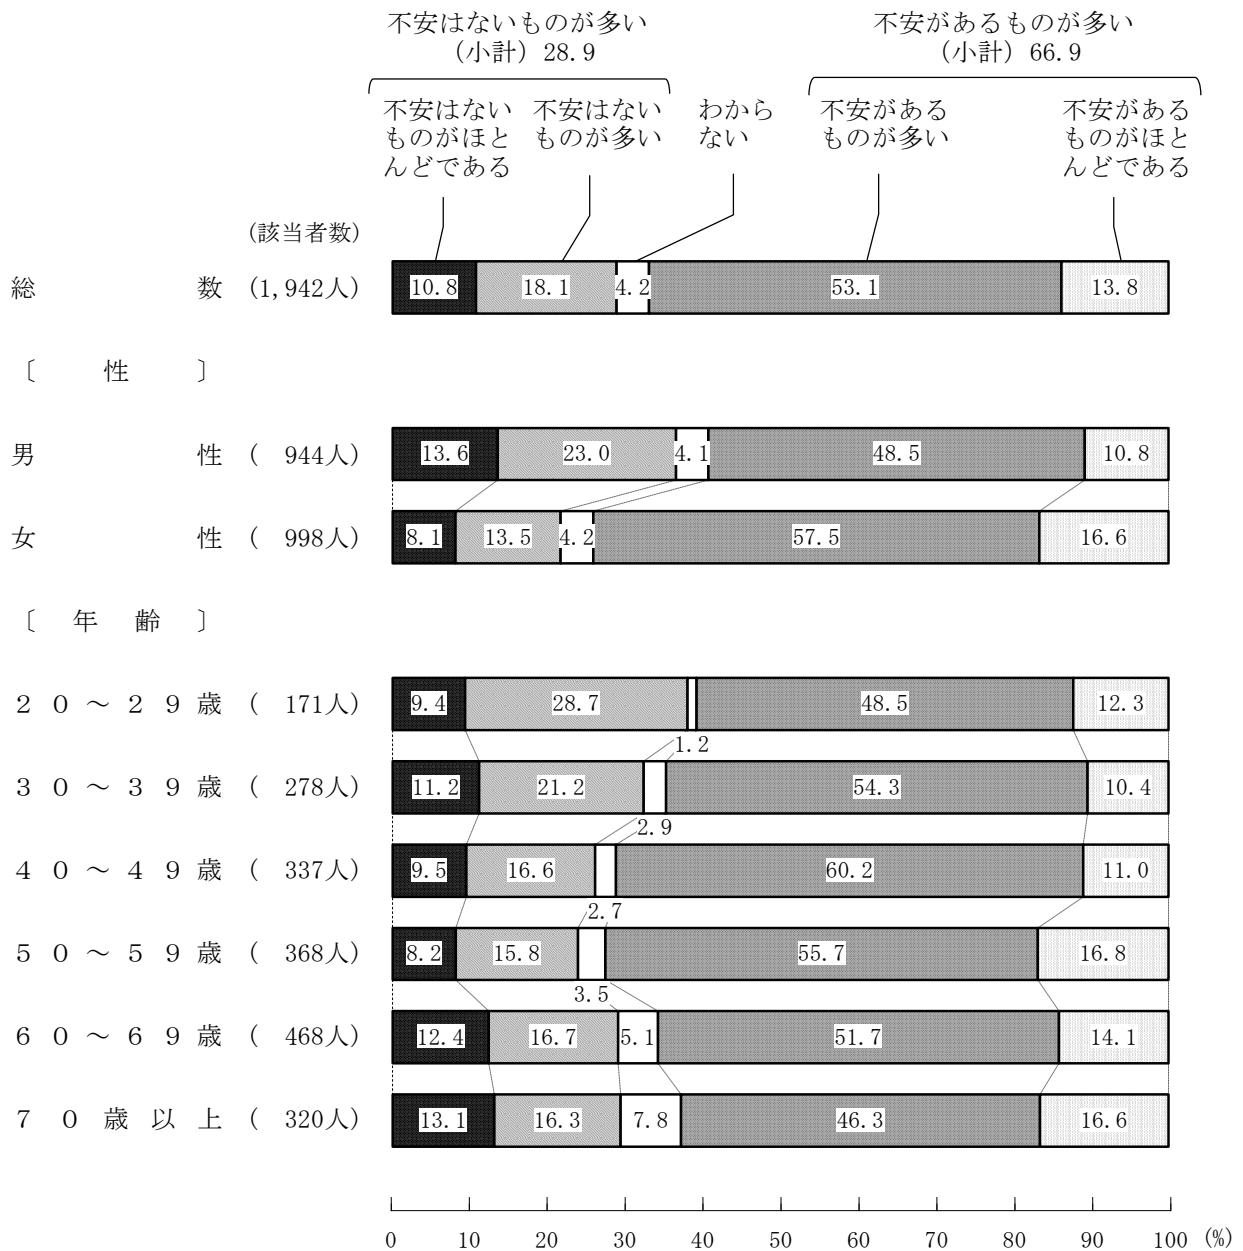 不安はないものが多い
(小計) 28.9
不安があるものが多い
(小計) 66.9
不安はない
ものがほと
んどである
不安はない
ものが多い
わから
ない
不安がある
ものが多い
不安がある
ものがほと
んどである
(該当者数)
総数 (1,942人) 10.8 18.1 4.2 53.1 13.8
〔 性 〕
男性 ( 944人) 13.6 23.0 4.1 48.5 10.8
女性 ( 998人) 8.1 13.5 4.2 57.5 16.6
〔 年 齢 〕
20~29歳 ( 171人) 9.4 28.7 48.5 12.3
1.2
30~39歳 ( 278人) 11.2 21.2 54.3 10.4
2.9
40~49歳 ( 337人) 9.5 16.6 60.2 11.0
2.7
50~59歳 ( 368人) 8.2 15.8 55.7 16.8
3.5
60~69歳 ( 468人) 12.4 16.7 5.1 51.7 14.1
70歳以上 ( 320人) 13.1 16.3 7.8 46.3 16.6
0 10 20 30 40 50 60 70 80 90 100 (%)